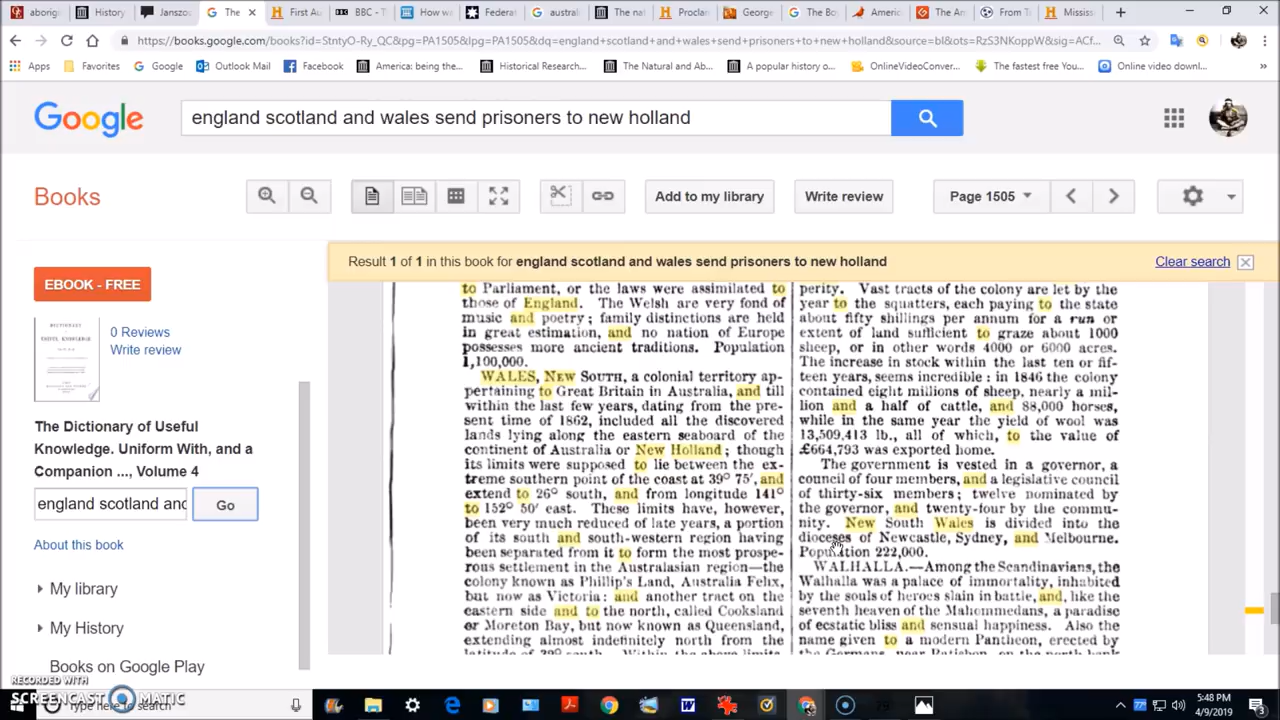 aborigi
History
Janszoo
The
First Au
BBC - T
How wa
Federat
austral
The nat
Proclan
George
The Bo
Americ
The An
From T
Mississ
https://books.google.com/books?id=StntyO-Ry_QC&pg=PA1505&lpg=PA1505&dq=england+scotland+and+wales+send+prisoners+to+new+holland&source=bl&ots=RzS3NKoppW&sig=ACf...
Apps
Favorites
Google
Outlook Mail
Facebook
America: being the...
Historical Research...
The Natural and Ab...
A popular history o...
OnlineVideoConver...
The fastest free You...
Online video downl...
Google
england scotland and wales send prisoners to new holland
Books
Add to my library
Write review
Page 1505
Result 1 of 1 in this book for england scotland and wales send prisoners to new holland
Clear search
EBOOK - FREE
0 Reviews
Write review
The Dictionary of Useful
Knowledge. Uniform With, and a
Companion ..., Volume 4
england scotland and
Go
About this book
My library
My History
Books on Google Play
to Parliament, or the laws were assimilated to
those of England. The Welsh are very fond of
music and poetry; family distinctions are held
in great estimation, and no nation of Europe
possesses more ancient traditions. Population
1,100,000.
WALES, NEW SOUTH, a colonial territory ap-
pertaining to Great Britain in Australia, and till
within the last few years, dating from the pre-
sent time of 1862, included all the discovered
lands lying along the eastern seaboard of the
continent of Australia or New Holland; though
its limits were supposed to lie between the ex-
treme southern point of the coast at 39° 75', and
extend to 26° south, and from longitude 141°
to 152° 50' east. These limits have, however,
been very much reduced of late years, a portion
of its south and south-western region having
been separated from it to form the most prospe-
rous settlement in the Australasian region—the
colony known as Phillip's Land, Australia Felix,
but now as Victoria: and another tract on the
eastern side and to the north, called Cooksland
or Moreton Bay, but now known as Queensland,
extending almost indefinitely north from the
perity. Vast tracts of the colony are let by the
year to the squatters, each paying to the state
about fifty shillings per annum for a run or
extent of land sufficient to graze about 1000
sheep, or in other words 4000 or 6000 acres.
The increase in stock within the last ten or fif-
teen years, seems incredible: in 1846 the colony
contained eight millions of sheep, nearly a mil-
lion and a half of cattle, and 88,000 horses,
while in the same year the yield of wool was
13,509,413 lb., all of which, to the value of
£664,793 was exported home.
The government is vested in a governor, a
council of four members, and a legislative council
of thirty-six members; twelve nominated by
the governor, and twenty-four by the commu-
nity. New South Wales is divided into the
dioceses of Newcastle, Sydney, and Melbourne.
Population 222,000.
WALHALLA.—Among the Scandinavians, the
Walhalla was a palace of immortality, inhabited
by the souls of heroes slain in battle, and, like the
seventh heaven of the Mahommedans, a paradise
of ecstatic bliss and sensual happiness. Also the
name given to a modern Pantheon, erected by
RECORDED WITH
SCREENCAST MATIC
Type here to search
5:48 PM
4/9/2019